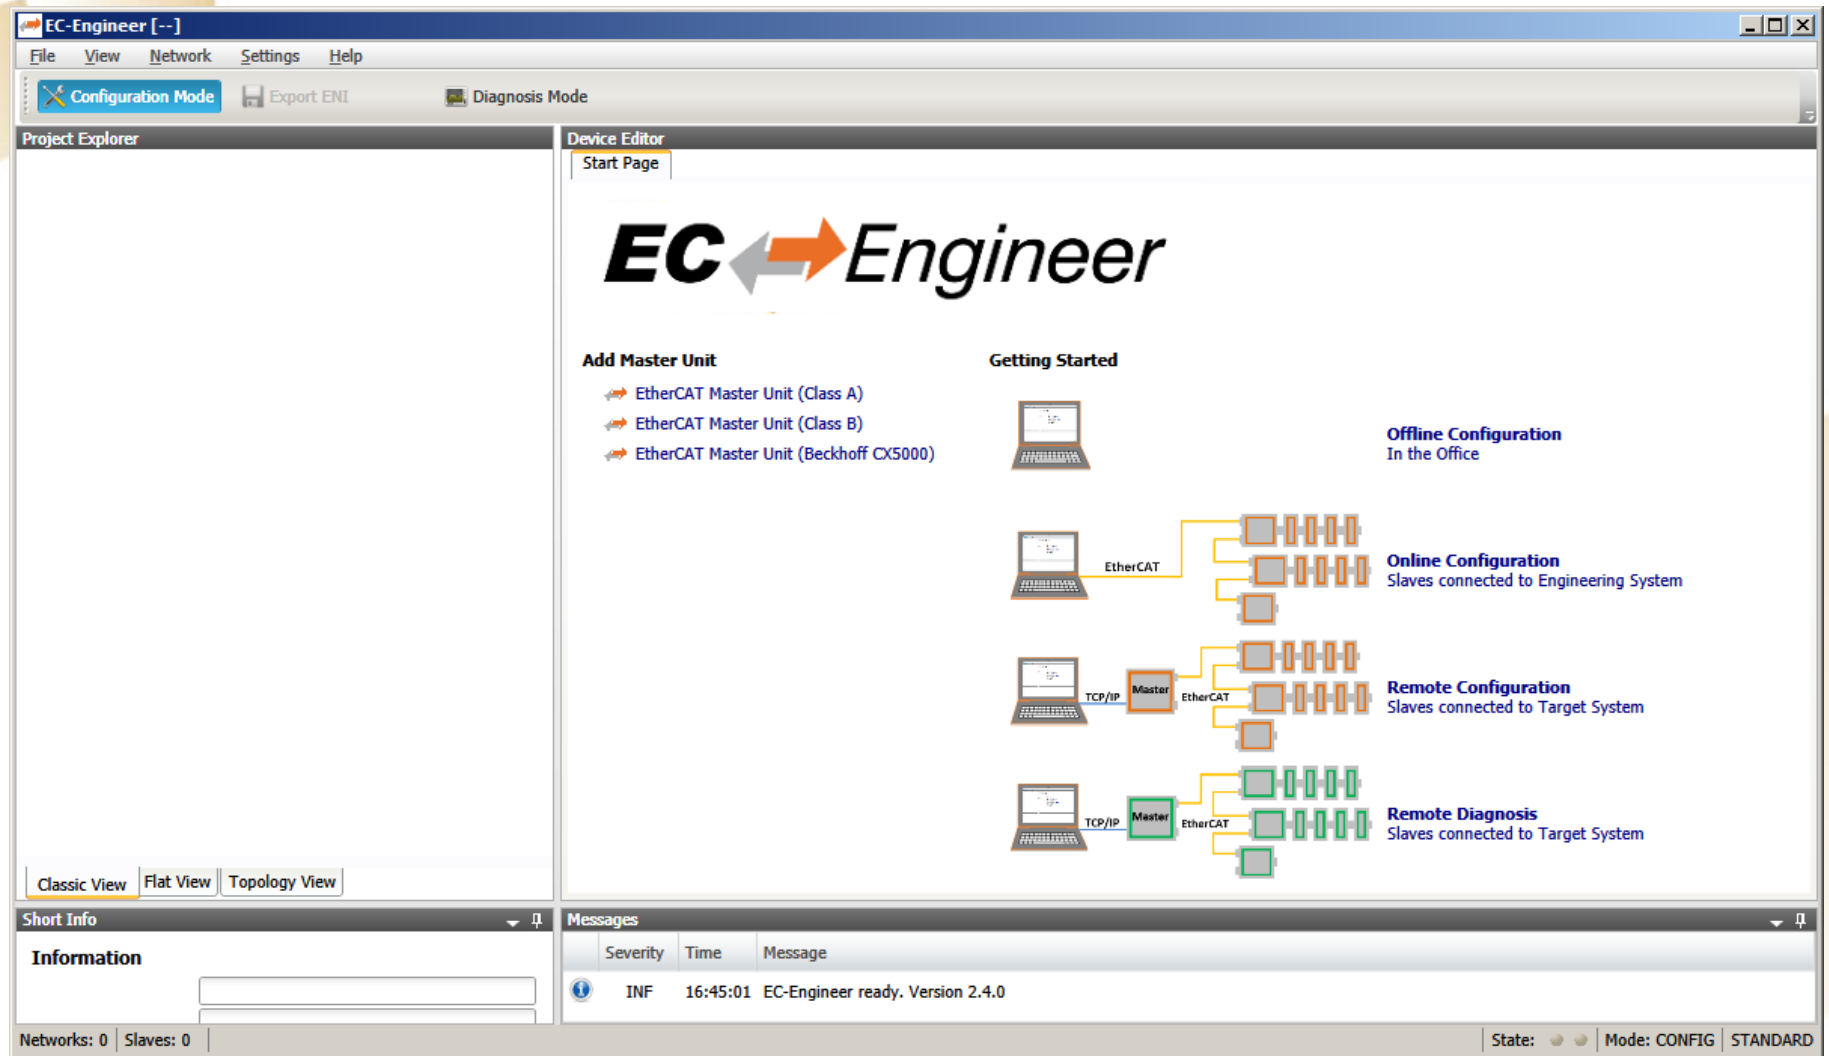 EC-Engineer [--]
File View Network Settings Help
Configuration Mode Export ENI Diagnosis Mode
Project Explorer
Device Editor
Start Page
EC Engineer
Add Master Unit
EtherCAT Master Unit (Class A)
EtherCAT Master Unit (Class B)
EtherCAT Master Unit (Beckhoff CX5000)
Getting Started
Offline Configuration
In the Office
EtherCAT
Online Configuration
Slaves connected to Engineering System
TCP/IP Master EtherCAT
Remote Configuration
Slaves connected to Target System
TCP/IP Master EtherCAT
Remote Diagnosis
Slaves connected to Target System
Classic View Flat View Topology View
Short Info
Information
Messages
Severity Time Message
INF 16:45:01 EC-Engineer ready. Version 2.4.0
Networks: 0 Slaves: 0
State: Mode: CONFIG STANDARD